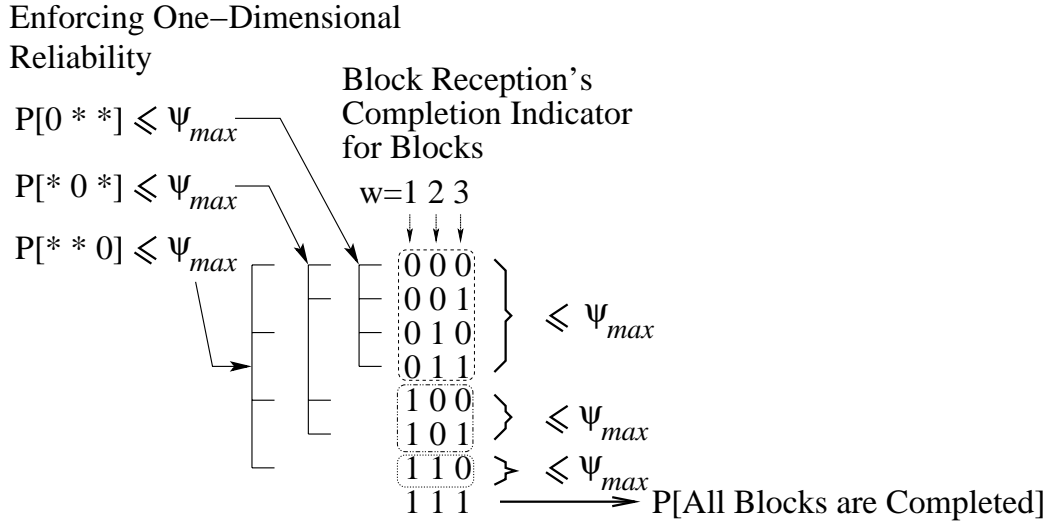 Enforcing One−Dimensional
Reliability
Block Reception's
Completion Indicator
for Blocks
P[0 * *] ⩽ Ψmax
P[* 0 *] ⩽ Ψmax
P[* * 0] ⩽ Ψmax
w=1 2 3
0 0 0
0 0 1
0 1 0
0 1 1
⩽ Ψmax
1 0 0
1 0 1
⩽ Ψmax
1 1 0
⩽ Ψmax
1 1 1
P[All Blocks are Completed]